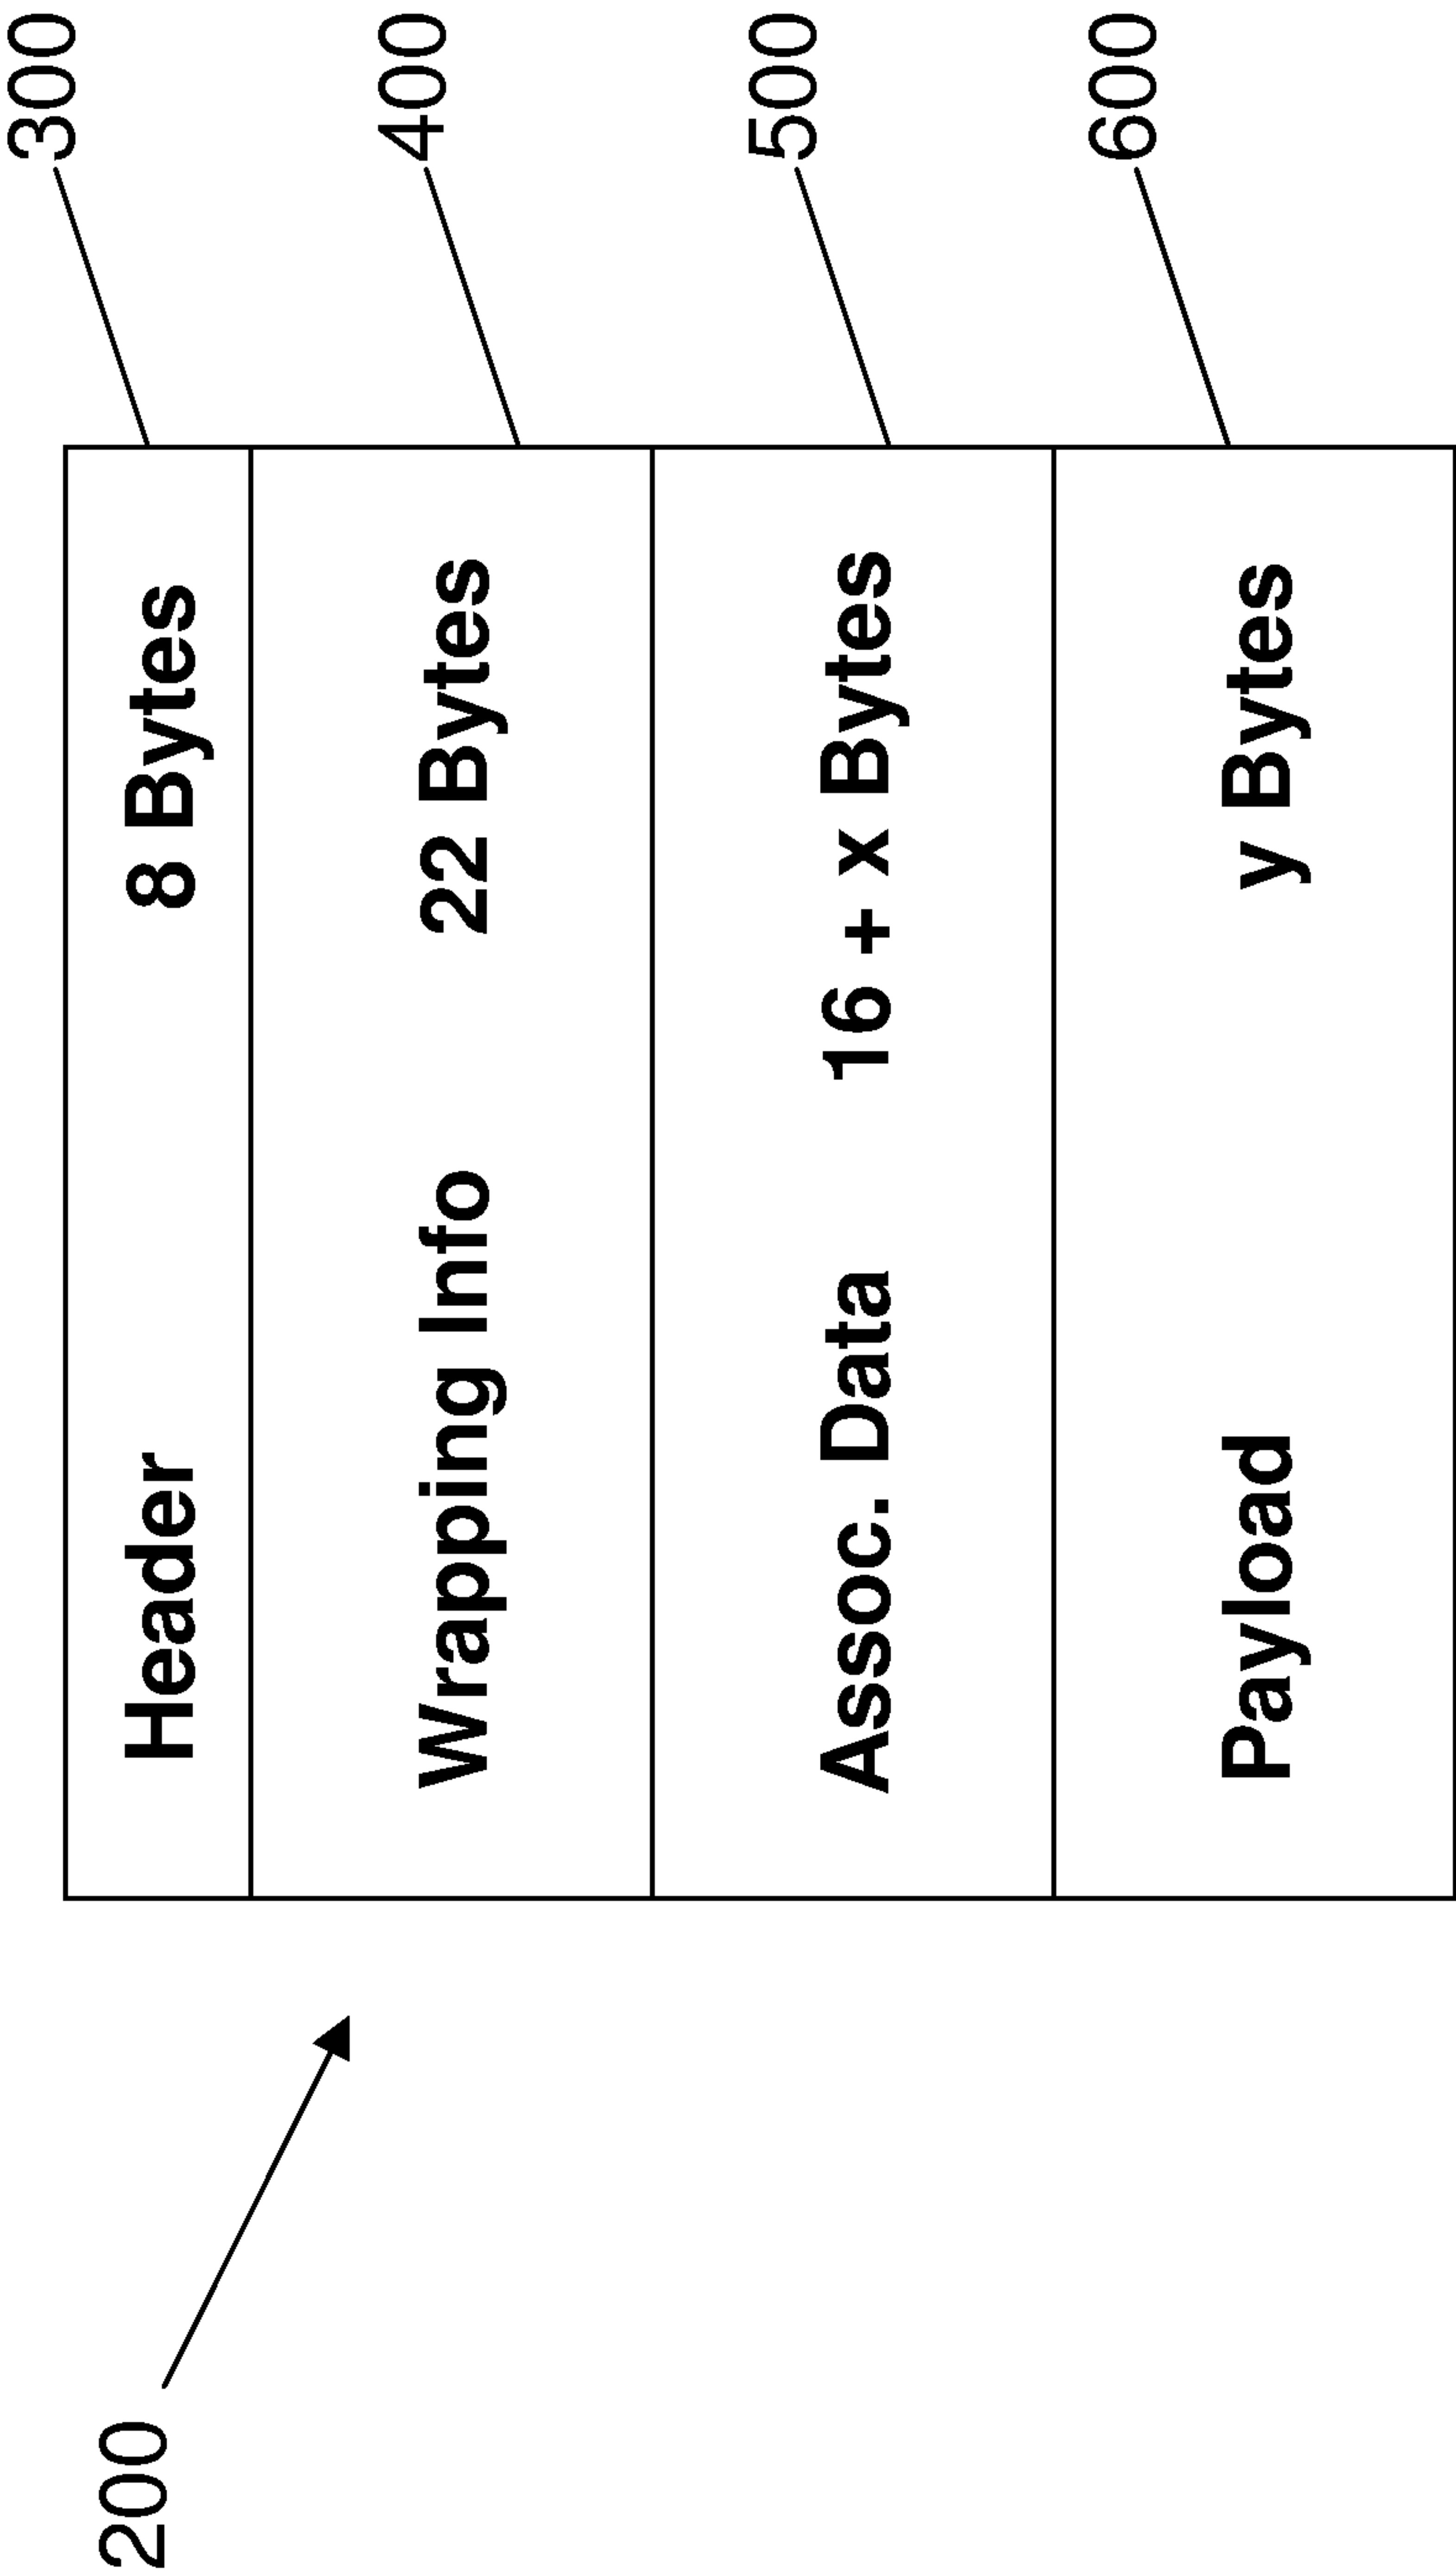 200
Header 8 Bytes 300
Wrapping Info 22 Bytes 400
Assoc. Data 16 + x Bytes 500
Payload y Bytes 600